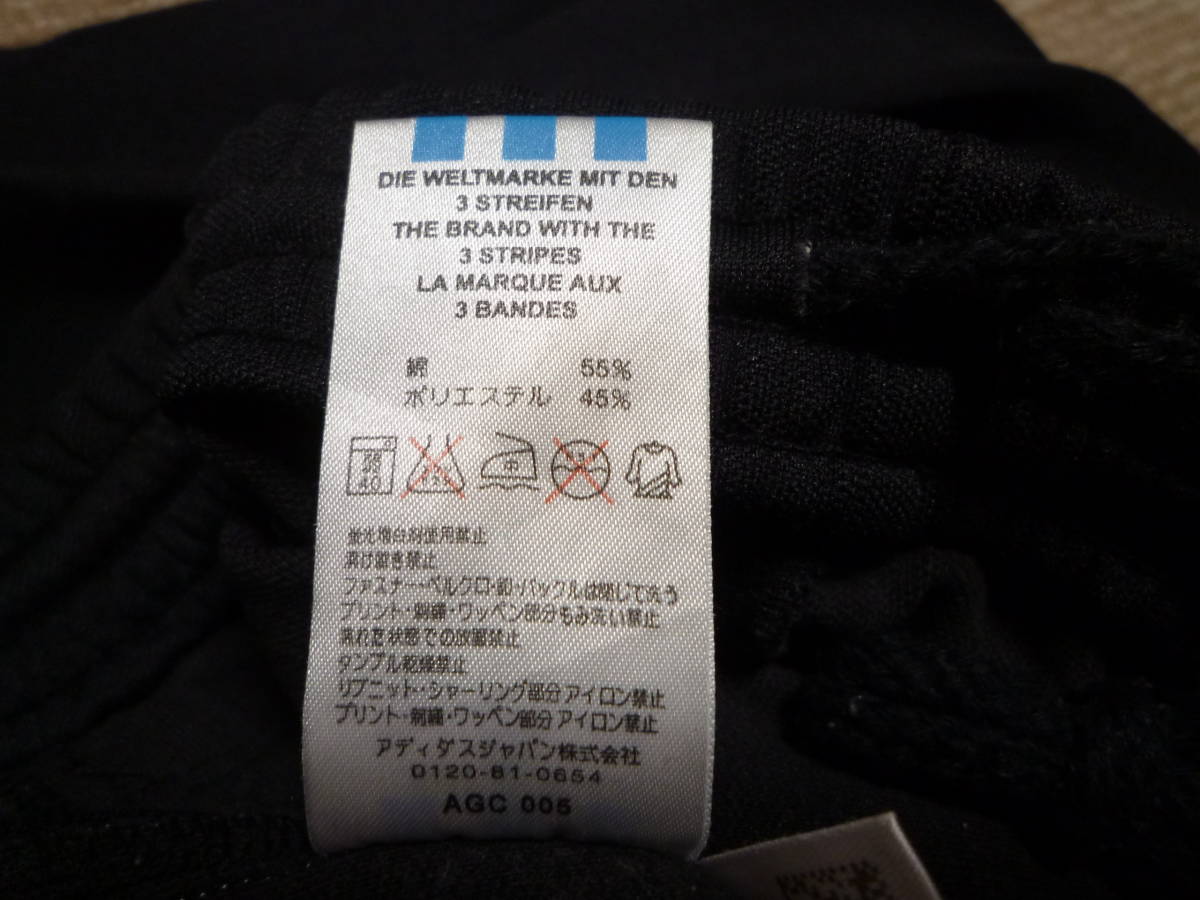 DIE WELTMARKE MIT DEN
3 STREIFEN
THE BRAND WITH THE
3 STRIPES
LA MARQUE AUX
3 BANDES
綿 55%
ポリエステル 45%
40 中
蛍光増白剤使用禁止
漬け置き禁止
ファスナー・ベルクロ・釦・バックルは閉じて洗う
プリント・刺繍・ワッペン部分もみ洗い禁止
濡れた状態での放置禁止
タンブル乾燥禁止
リブニット・シャーリング部分アイロン禁止
プリント・刺繍・ワッペン部分アイロン禁止
アディダスジャパン株式会社
0120-81-0654
AGC 005